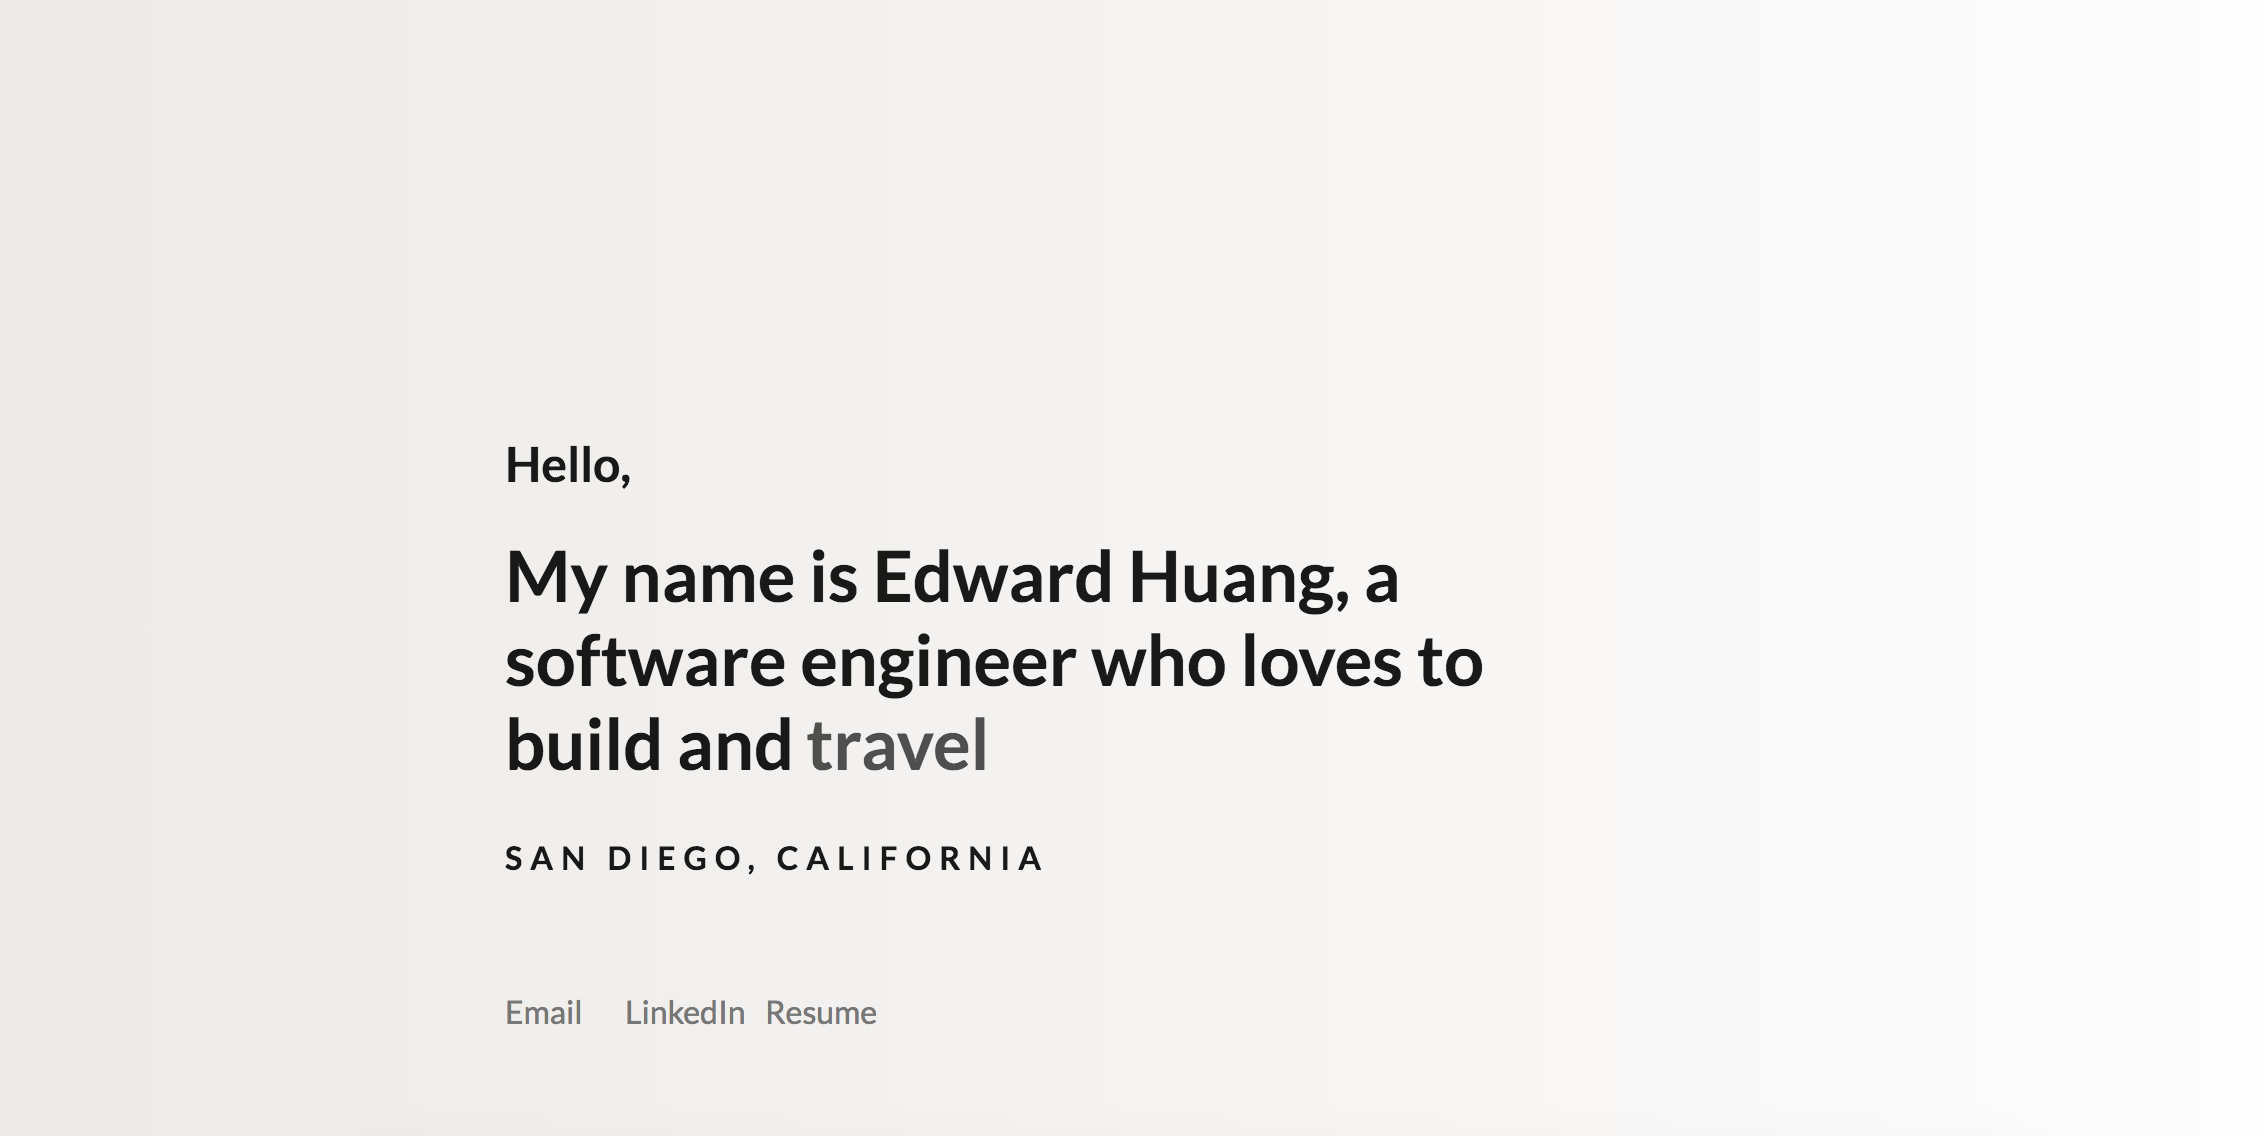 Hello,
My name is Edward Huang, a
software engineer who loves to
build and travel
SAN DIEGO, CALIFORNIA
Email LinkedIn Resume